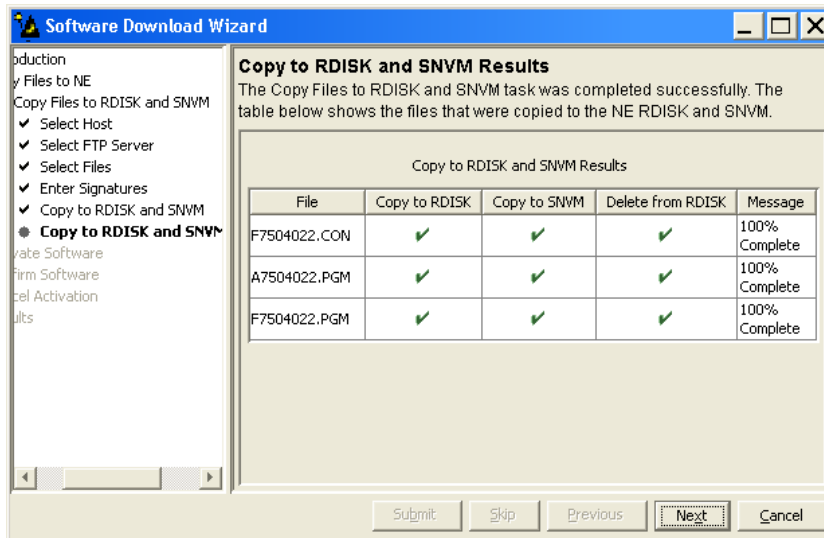 Software Download Wizard
oduction
y Files to NE
Copy Files to RDISK and SNVM
Select Host
Select FTP Server
Select Files
Enter Signatures
Copy to RDISK and SNVM
Copy to RDISK and SNVM
vate Software
firm Software
cel Activation
ults
Copy to RDISK and SNVM Results
The Copy Files to RDISK and SNVM task was completed successfully. The
table below shows the files that were copied to the NE RDISK and SNVM.
Copy to RDISK and SNVM Results
File Copy to RDISK Copy to SNVM Delete from RDISK Message
F7504022.CON 100% Complete
A7504022.PGM 100% Complete
F7504022.PGM 100% Complete
Submit Skip Previous Next Cancel